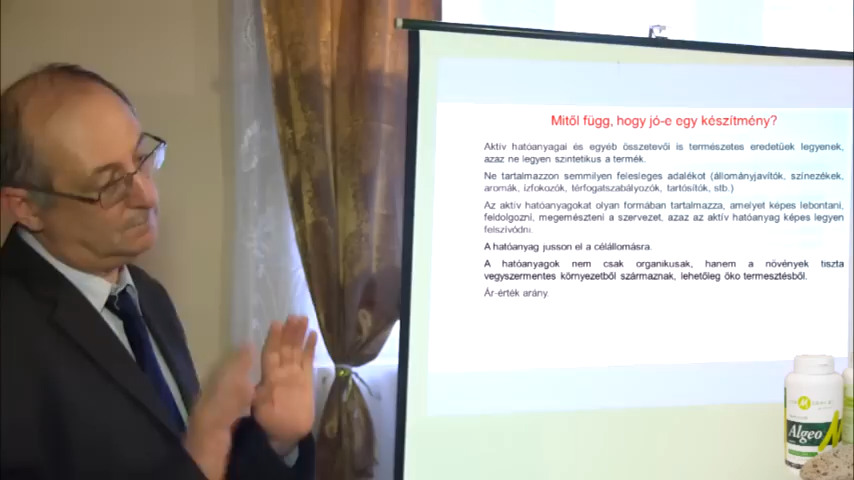 Mitől függ, hogy jó-e egy készítmény?
Aktív hatóanyagai és egyéb összetevői is természetes eredetűek legyenek,
azaz ne legyen szintetikus a termék.
Ne tartalmazzon semmilyen felesleges adalékot (állományjavítók, színezékek,
aromák, ízfokozók, térfogatszabályozók, tartósítók, stb.)
Az aktív hatóanyagokat olyan formában tartalmazza, amelyet képes lebontani,
feldolgozni, megemészteni a szervezet, azaz az aktív hatóanyag képes legyen
felszívódni.
A hatóanyag jusson el a célállomásra.
A hatóanyagok nem csak organikusak, hanem a növények tiszta
vegyszermentes környezetből származnak, lehetőleg öko termesztésből.
Ár-érték arány.
Algeo